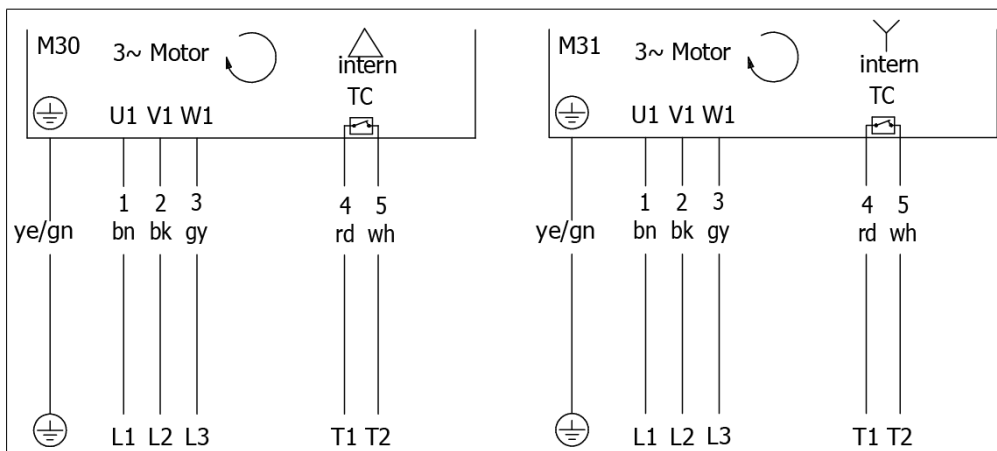 M30 3~ Motor intern
TC
U1 V1 W1
1 2 3 4 5
ye/gn bn bk gy rd wh
L1 L2 L3 T1 T2
M31 3~ Motor intern
TC
U1 V1 W1
1 2 3 4 5
ye/gn bn bk gy rd wh
L1 L2 L3 T1 T2